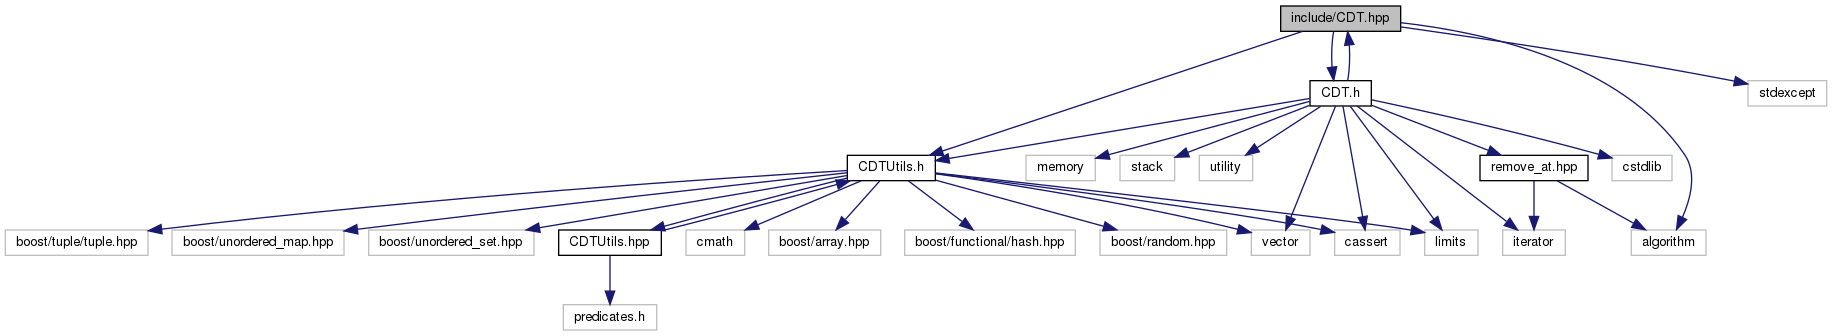 include/CDT.hpp
CDT.h
stdexcept
CDTUtils.h
memory
stack
utility
remove_at.hpp
cstdlib
boost/tuple/tuple.hpp
boost/unordered_map.hpp
boost/unordered_set.hpp
CDTUtils.hpp
cmath
boost/array.hpp
boost/functional/hash.hpp
boost/random.hpp
vector
cassert
limits
iterator
algorithm
predicates.h